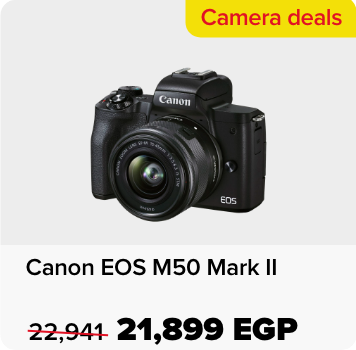 Camera deals
Canon
EOS
Canon EOS M50 Mark II
22,941 21,899 EGP